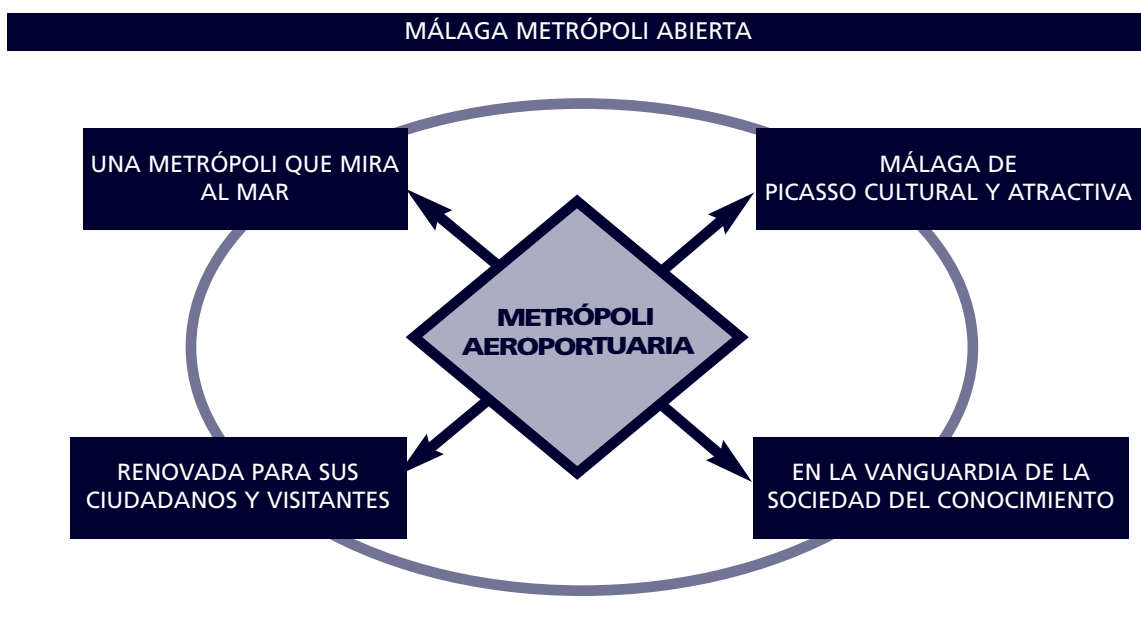 MÁLAGA METRÓPOLI ABIERTA
UNA METRÓPOLI QUE MIRA
AL MAR
MÁLAGA DE
PICASSO CULTURAL Y ATRACTIVA
METRÓPOLI
AEROPORTUARIA
RENOVADA PARA SUS
CIUDADANOS Y VISITANTES
EN LA VANGUARDIA DE LA
SOCIEDAD DEL CONOCIMIENTO